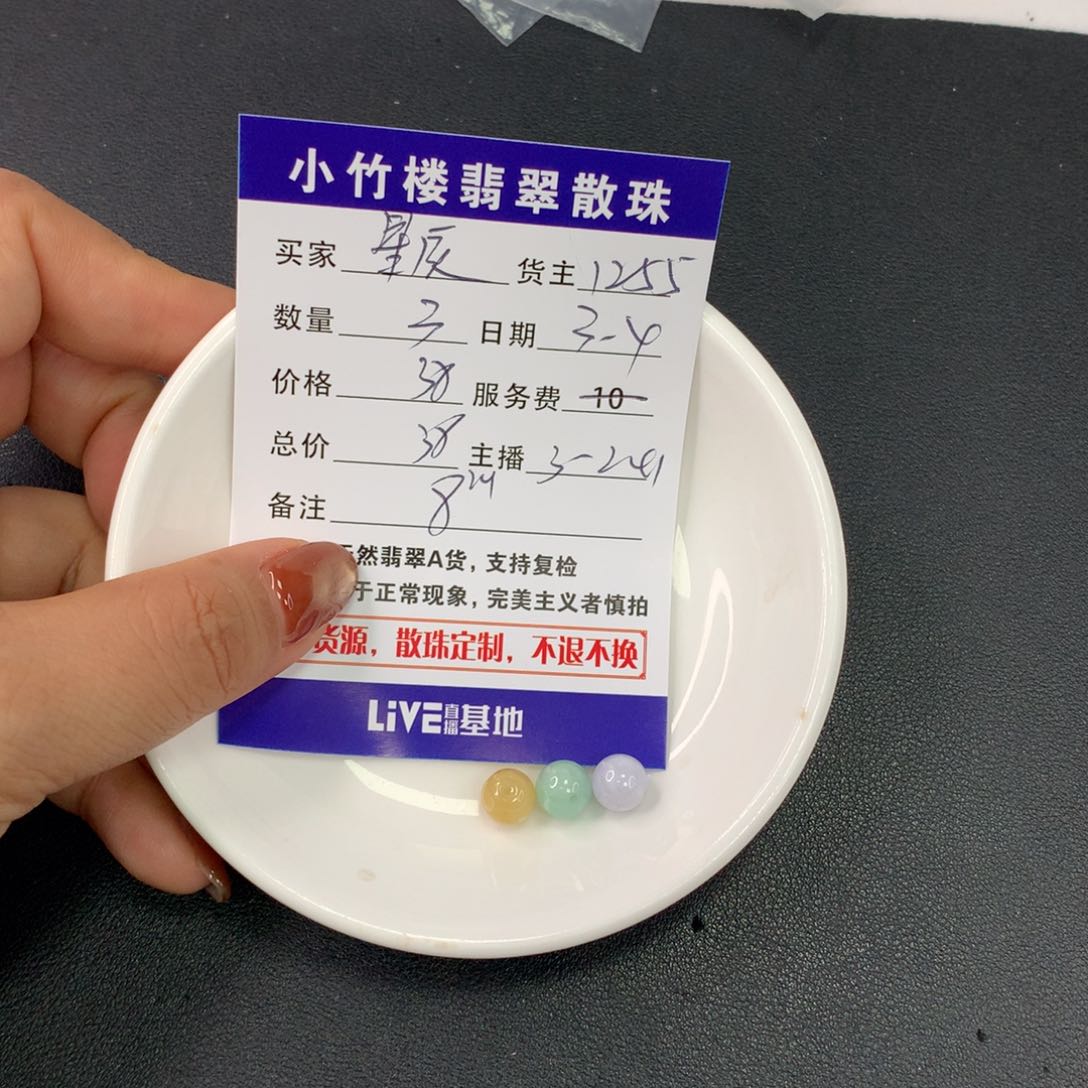 小竹楼翡翠散珠
买家 星辰 货主 1255
数量 3 日期 3-4
价格 38 服务费 10
总价 38 主播 3-241
备注 8
然翡翠A货，支持复检
于正常现象，完美主义者慎拍
货源，散珠定制，不退不换
LiVE直播基地